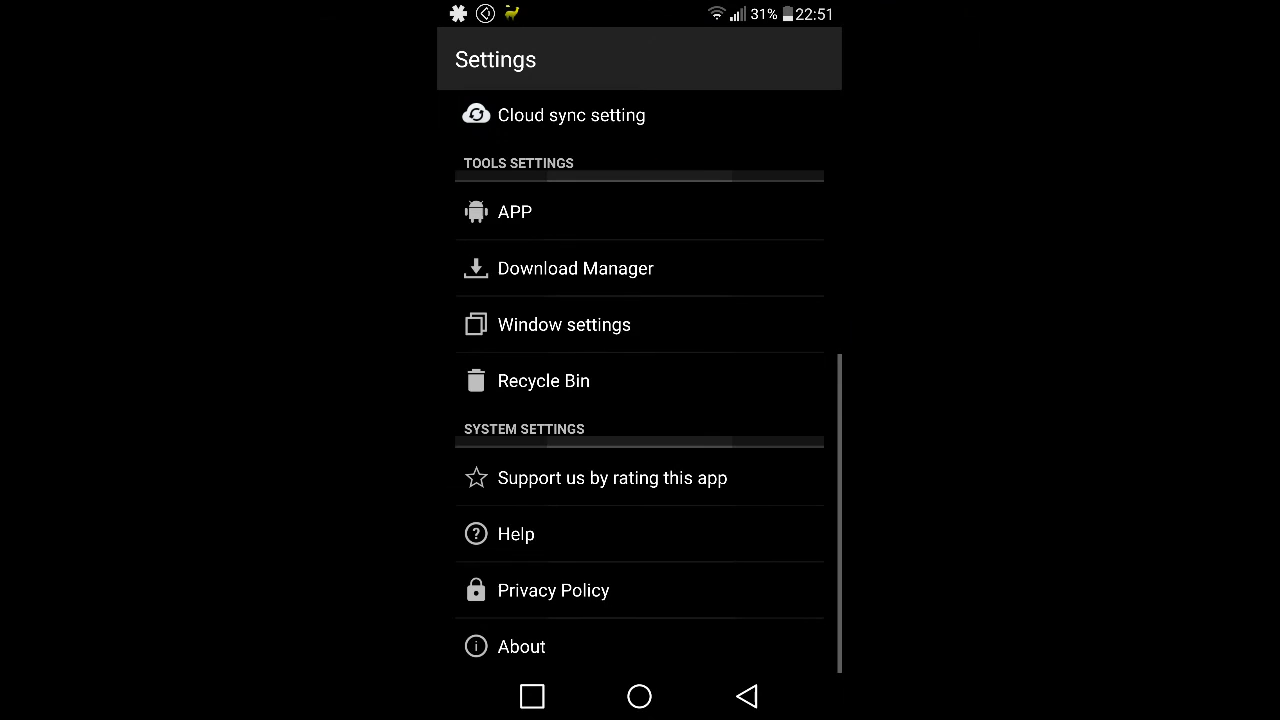 31% 22:51
Settings
Cloud sync setting
TOOLS SETTINGS
APP
Download Manager
Window settings
Recycle Bin
SYSTEM SETTINGS
Support us by rating this app
Help
Privacy Policy
About